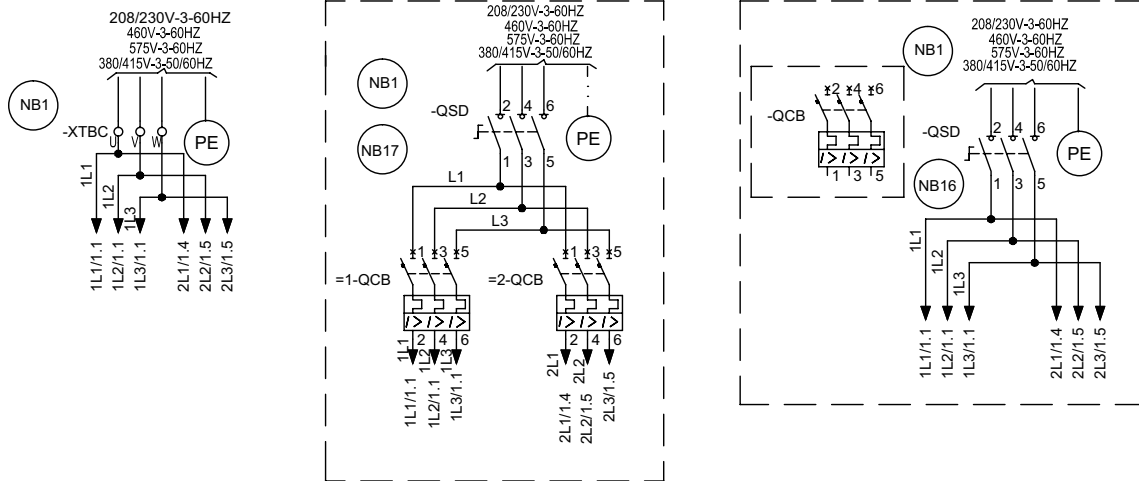 208/230V-3-60HZ
460V-3-60HZ
575V-3-60HZ
380/415V-3-50/60HZ
NB1
-XTBC
U
V
W
PE
1L1
1L2
1L3
1L1/1.1
1L2/1.1
1L3/1.1
2L1/1.4
2L2/1.5
2L3/1.5
208/230V-3-60HZ
460V-3-60HZ
575V-3-60HZ
380/415V-3-50/60HZ
NB1
-QSD
2 4 6
PE
NB17
1 3 5
L1
L2
L3
1 3 5
1 3 5
=1-QCB
=2-QCB
I> I> I>
I> I> I>
2 4 6
2 4 6
1L1
1L2
1L3
2L1
2L2
1L1/1.1
1L2/1.1
1L3/1.1
2L1/1.4
2L2/1.5
2L3/1.5
208/230V-3-60HZ
460V-3-60HZ
575V-3-60HZ
380/415V-3-50/60HZ
NB1
2 4 6
-QCB
I> I> I>
1 3 5
-QSD
2 4 6
PE
NB16
1 3 5
1L1
1L2
1L3
1L1/1.1
1L2/1.1
1L3/1.1
2L1/1.4
2L2/1.5
2L3/1.5